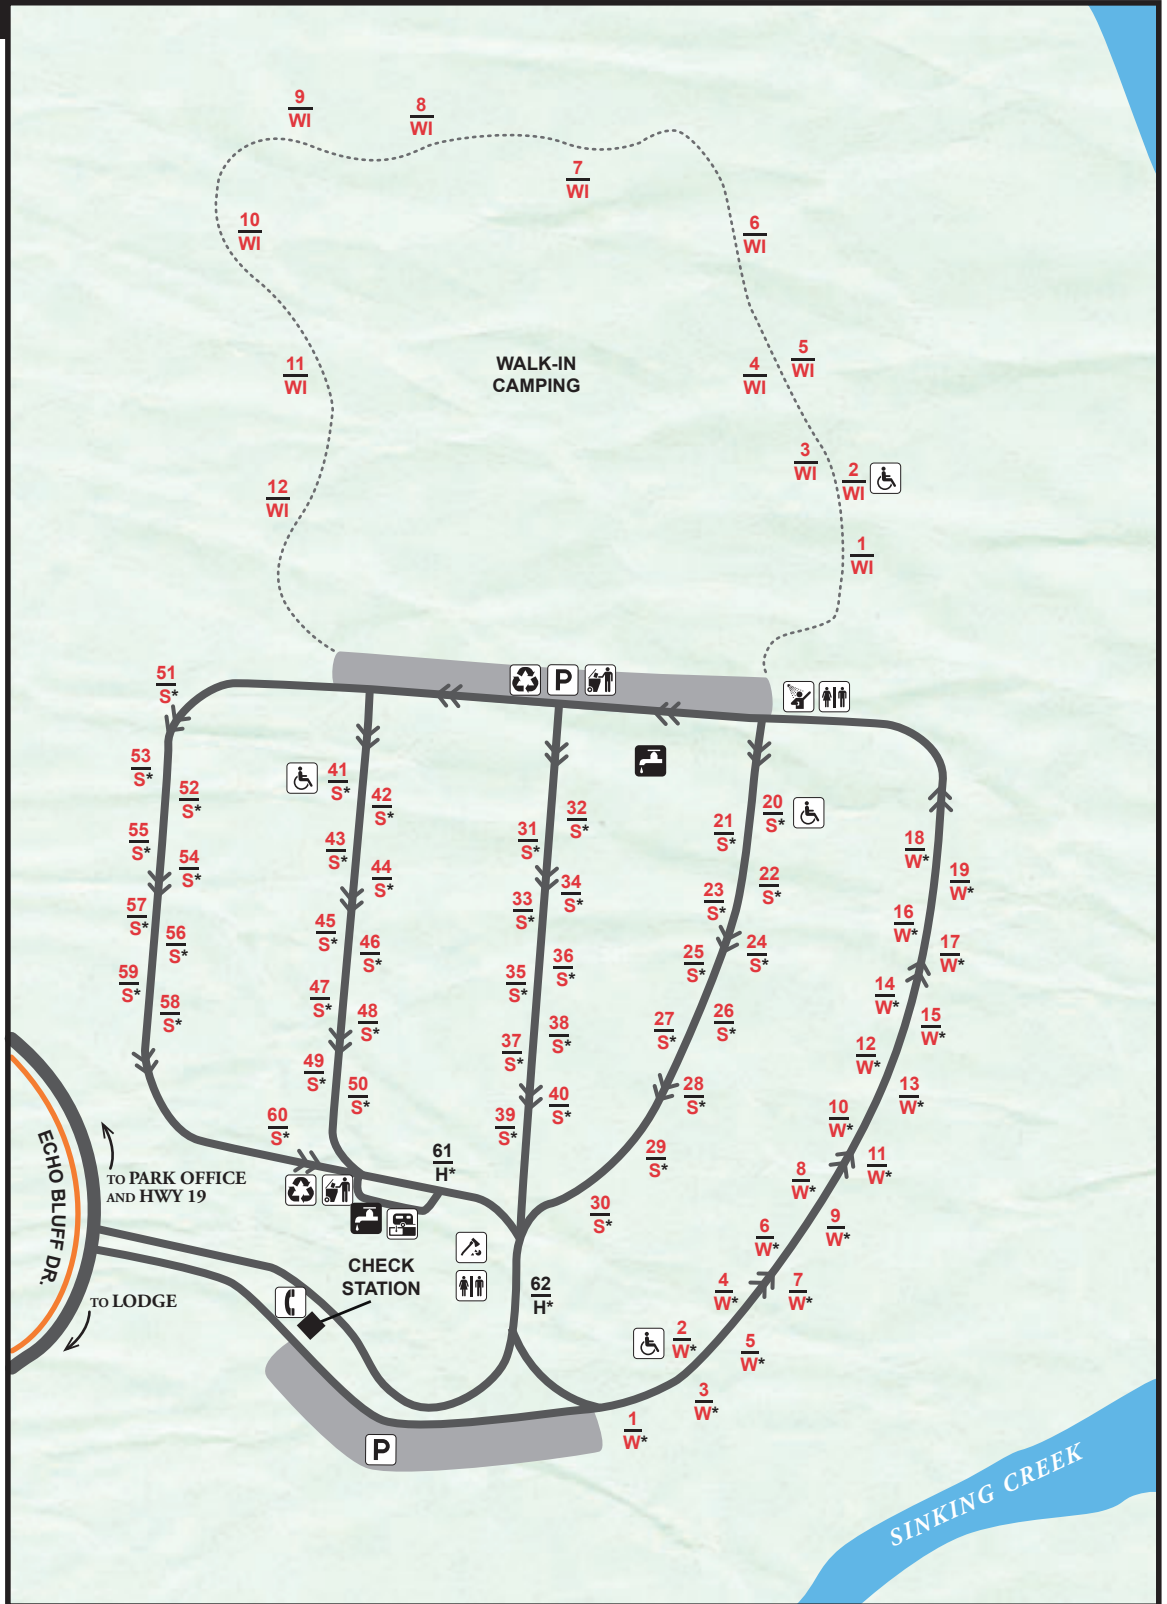 9
WI
8
WI
7
WI
10
WI
6
WI
11
WI
WALK-IN
CAMPING
4
WI
5
WI
3
WI
2
WI
12
WI
1
WI
P
51
S*
53
S*
52
S*
55
S*
54
S*
57
S*
56
S*
59
S*
58
S*
60
S*
41
S*
42
S*
43
S*
44
S*
45
S*
46
S*
47
S*
48
S*
49
S*
50
S*
31
S*
32
S*
33
S*
34
S*
35
S*
36
S*
37
S*
38
S*
39
S*
40
S*
20
S*
21
S*
22
S*
23
S*
24
S*
25
S*
26
S*
27
S*
28
S*
29
S*
30
S*
18
W*
19
W*
16
W*
17
W*
14
W*
15
W*
12
W*
13
W*
10
W*
11
W*
8
W*
9
W*
6
W*
7
W*
4
W*
5
W*
2
W*
3
W*
1
W*
61
H*
62
H*
ECHO BLUFF DR.
TO PARK OFFICE
AND HWY 19
TO LODGE
CHECK
STATION
P
SINKING CREEK